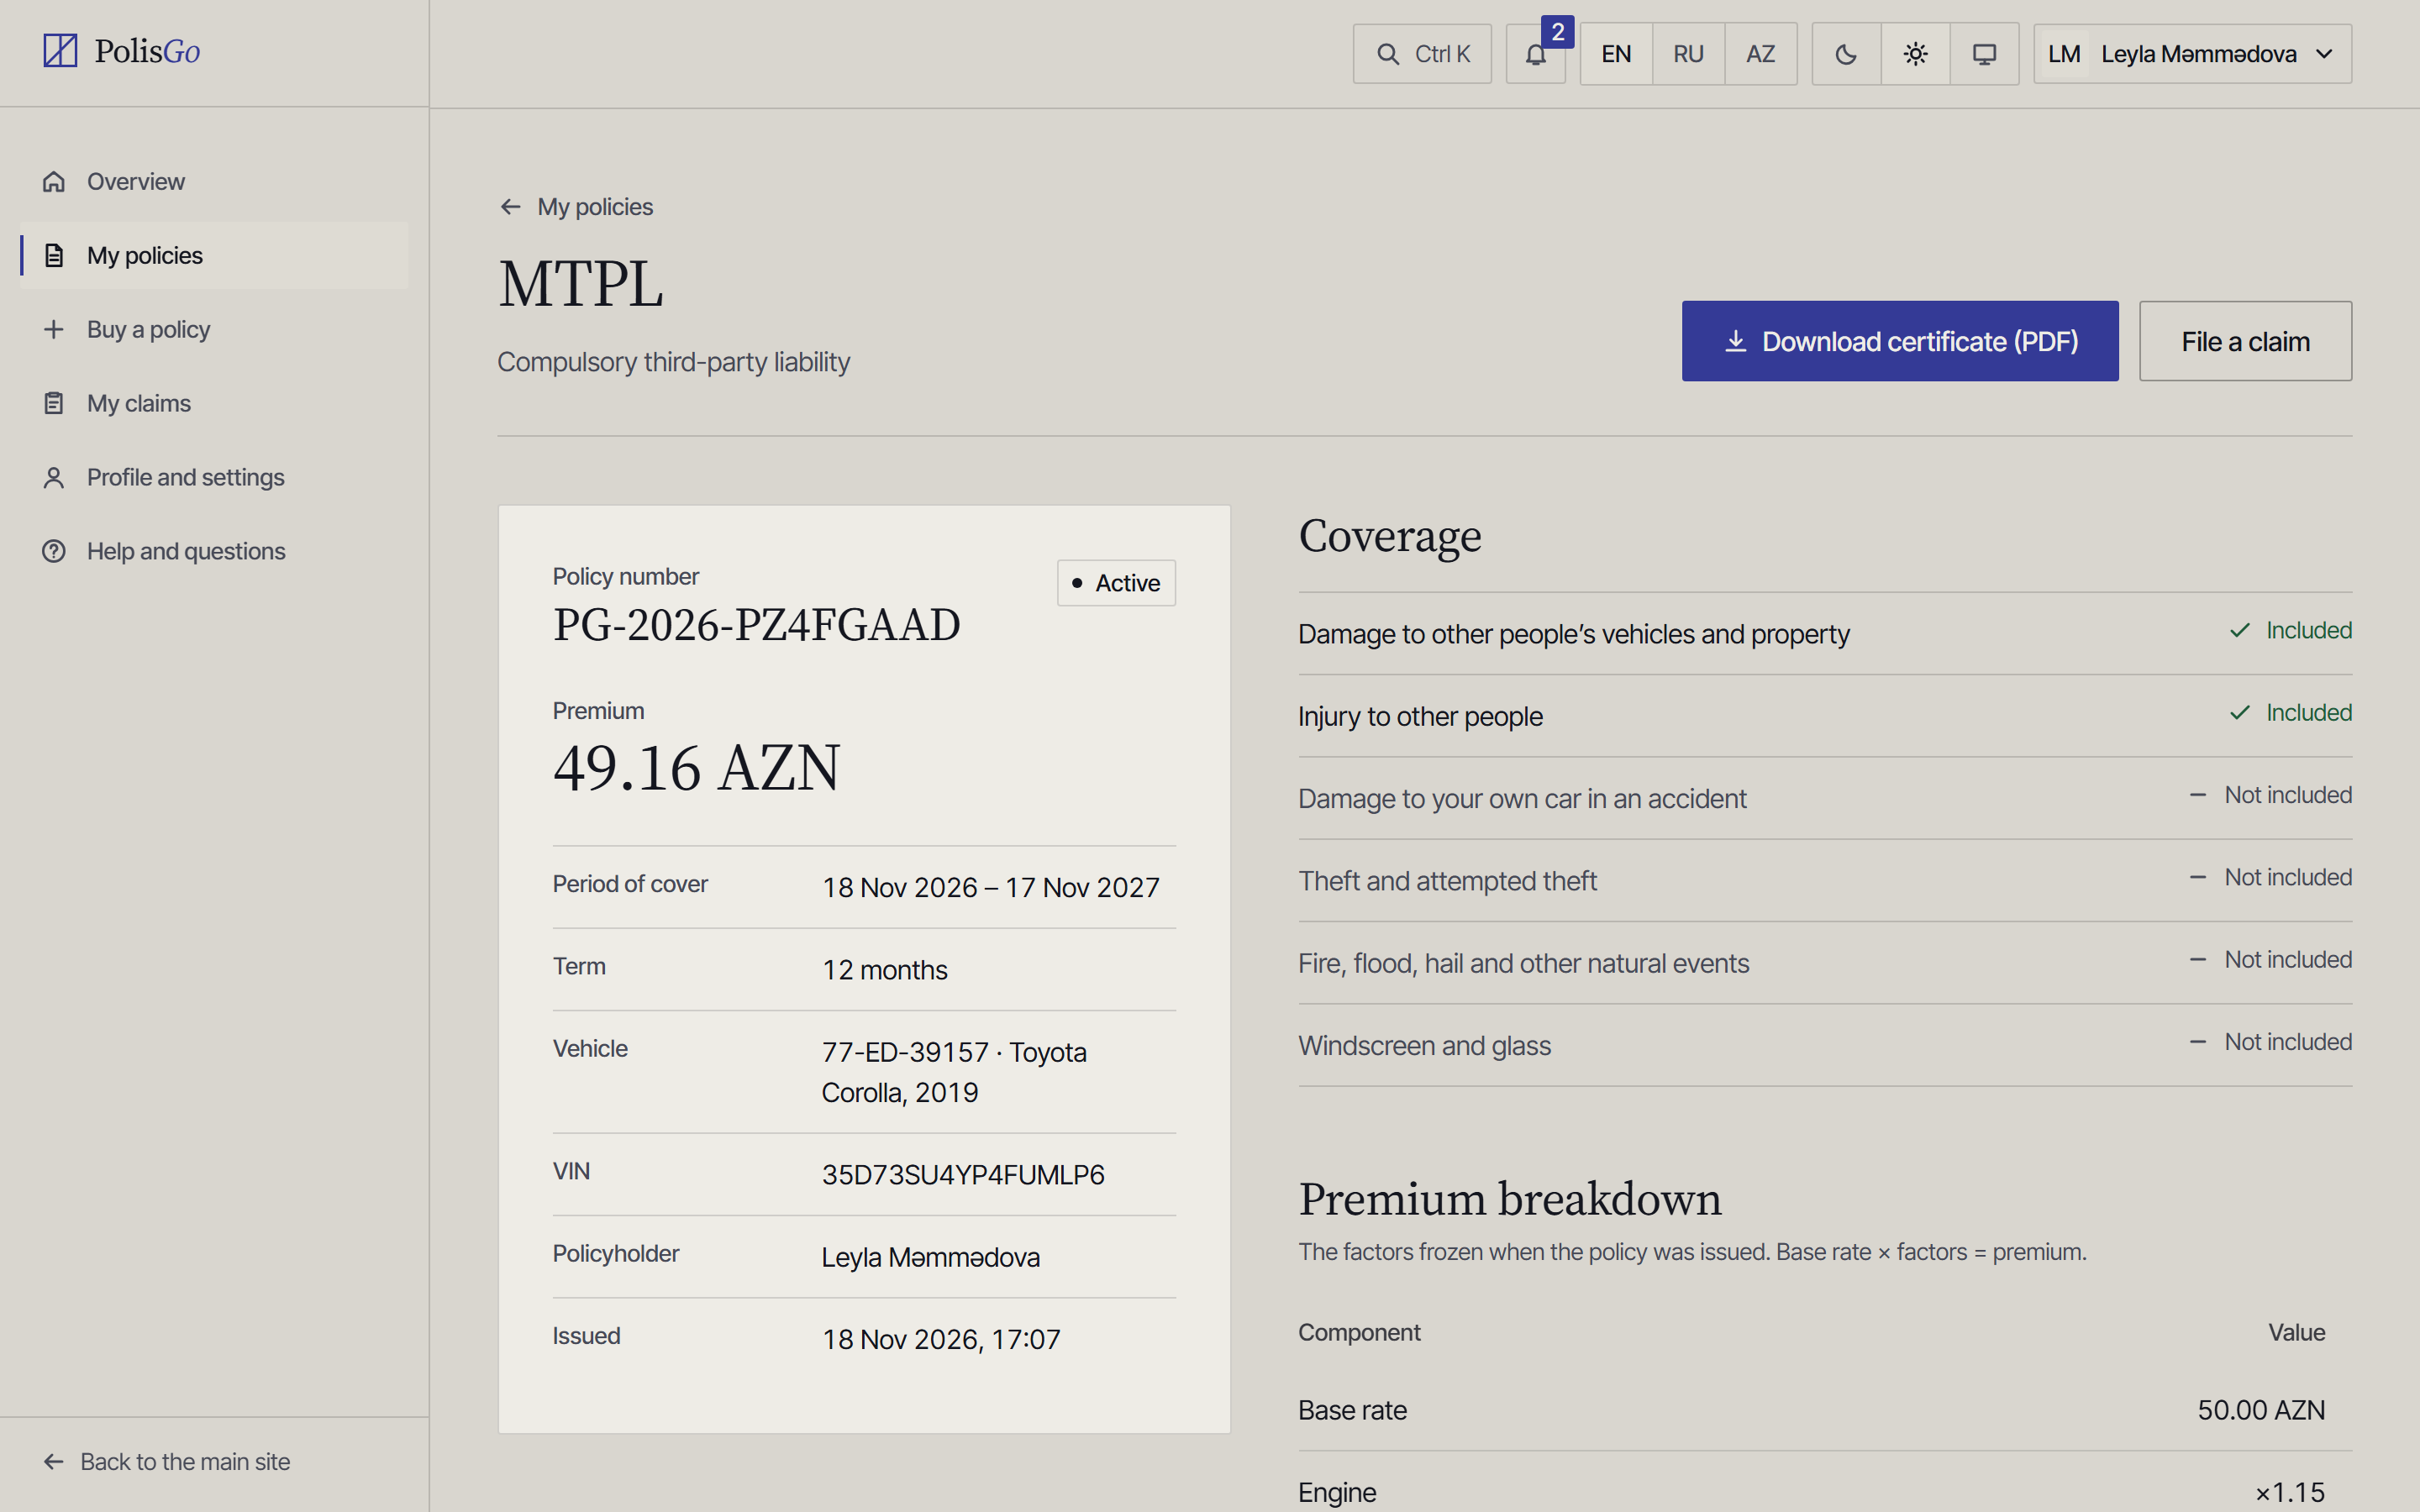 PolisGo
Ctrl K
2
EN
RU
AZ
LM Leyla Məmmədova
Overview
My policies
Buy a policy
My claims
Profile and settings
Help and questions
Back to the main site
My policies
MTPL
Compulsory third-party liability
Download certificate (PDF)
File a claim
Policy number
Active
PG-2026-PZ4FGAAD
Premium
49.16 AZN
Period of cover 18 Nov 2026 – 17 Nov 2027
Term 12 months
Vehicle 77-ED-39157 · Toyota
Corolla, 2019
VIN 35D73SU4YP4FUMLP6
Policyholder Leyla Məmmədova
Issued 18 Nov 2026, 17:07
Coverage
Damage to other people’s vehicles and property Included
Injury to other people Included
Damage to your own car in an accident Not included
Theft and attempted theft Not included
Fire, flood, hail and other natural events Not included
Windscreen and glass Not included
Premium breakdown
The factors frozen when the policy was issued. Base rate × factors = premium.
Component Value
Base rate 50.00 AZN
Engine ×1.15